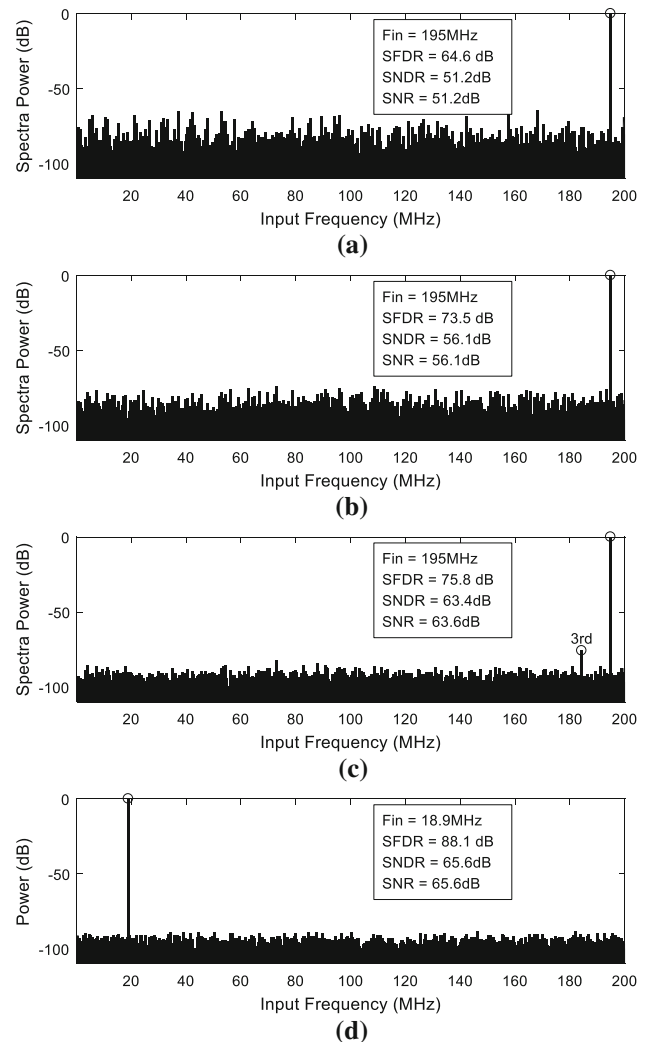 0
-50
-100
Spectra Power (dB)
Fin = 195MHz
SFDR = 64.6 dB
SNDR = 51.2dB
SNR = 51.2dB
20 40 60 80 100 120 140 160 180 200
Input Frequency (MHz)
(a)
0
-50
-100
Spectra Power (dB)
Fin = 195MHz
SFDR = 73.5 dB
SNDR = 56.1dB
SNR = 56.1dB
20 40 60 80 100 120 140 160 180 200
Input Frequency (MHz)
(b)
0
-50
-100
Spectra Power (dB)
Fin = 195MHz
SFDR = 75.8 dB
SNDR = 63.4dB
SNR = 63.6dB
3rd
20 40 60 80 100 120 140 160 180 200
Input Frequency (MHz)
(c)
0
-50
-100
Power (dB)
Fin = 18.9MHz
SFDR = 88.1 dB
SNDR = 65.6dB
SNR = 65.6dB
20 40 60 80 100 120 140 160 180 200
Input Frequency (MHz)
(d)